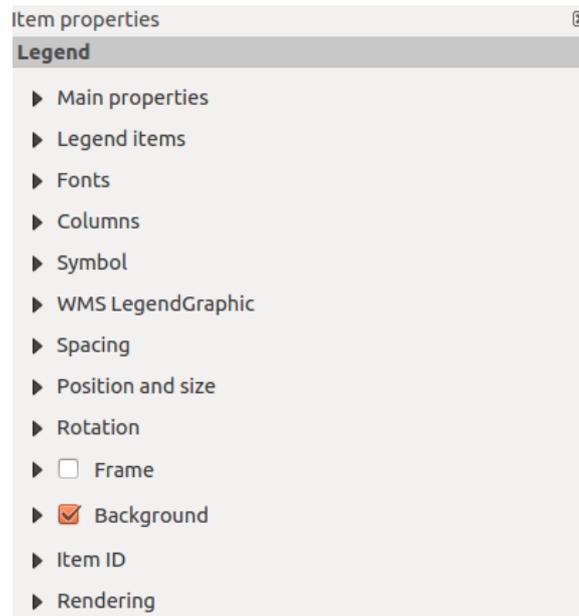 Item properties
Legend
Main properties
Legend items
Fonts
Columns
Symbol
WMS LegendGraphic
Spacing
Position and size
Rotation
Frame
Background
Item ID
Rendering